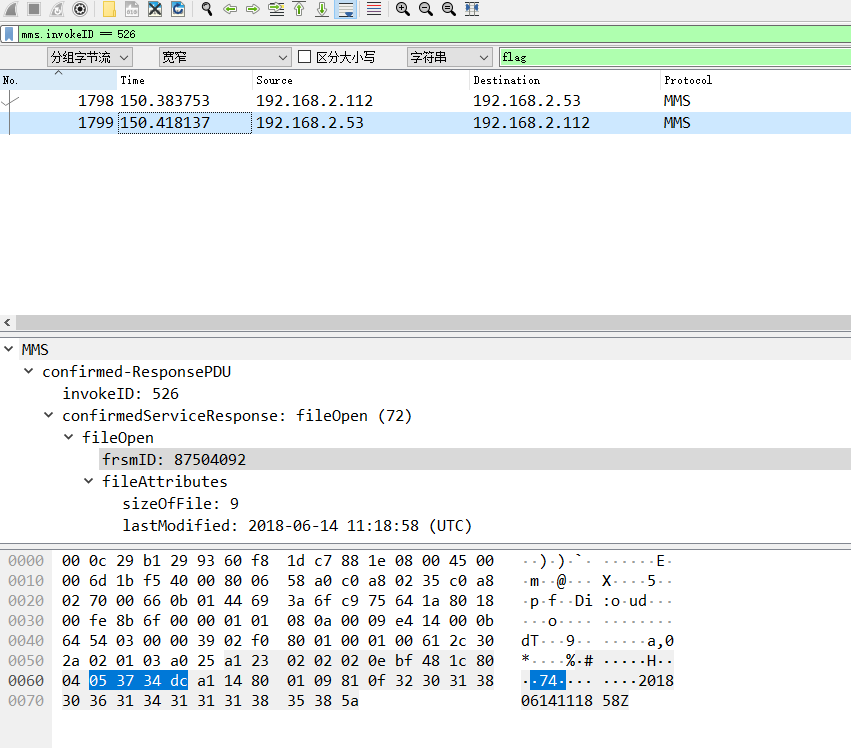 mms.invokeID == 526
分组字节流 宽窄 区分大小写 字符串 flag
No. Time Source Destination Protocol
1798 150.383753 192.168.2.112 192.168.2.53 MMS
1799 150.418137 192.168.2.53 192.168.2.112 MMS
MMS
confirmed-ResponsePDU
invokeID: 526
confirmedServiceResponse: fileOpen (72)
fileOpen
frsmID: 87504092
fileAttributes
sizeOfFile: 9
lastModified: 2018-06-14 11:18:58 (UTC)
0000 00 0c 29 b1 29 93 60 f8 1d c7 88 1e 08 00 45 00 ··)·)·`· ······E·
0010 00 6d 1b f5 40 00 80 06 58 a0 c0 a8 02 35 c0 a8 ·m··@··· X····5··
0020 02 70 00 66 0b 01 44 69 3a 6f c9 75 64 1a 80 18 ·p·f··Di :o·ud···
0030 00 fe 8b 6f 00 00 01 01 08 0a 00 09 e4 14 00 0b ···o···· ········
0040 64 54 03 00 00 39 02 f0 80 01 00 01 00 61 2c 30 dT···9·· ·····a,0
0050 2a 02 01 03 a0 25 a1 23 02 02 02 0e bf 48 1c 80 *····%·# ·····H··
0060 04 05 37 34 dc a1 14 80 01 09 81 0f 32 30 31 38 ··74···· ····2018
0070 30 36 31 34 31 31 31 38 35 38 5a 06141118 58Z